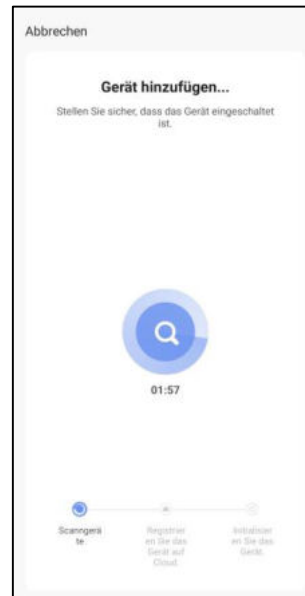 Abbrechen
Gerät hinzufügen...
Stellen Sie sicher, dass das Gerät eingeschaltet
ist.
01:57
Scanngerä
te
Registrier
en Sie das
Gerät auf
Cloud.
Initialisier
en Sie das
Gerät.